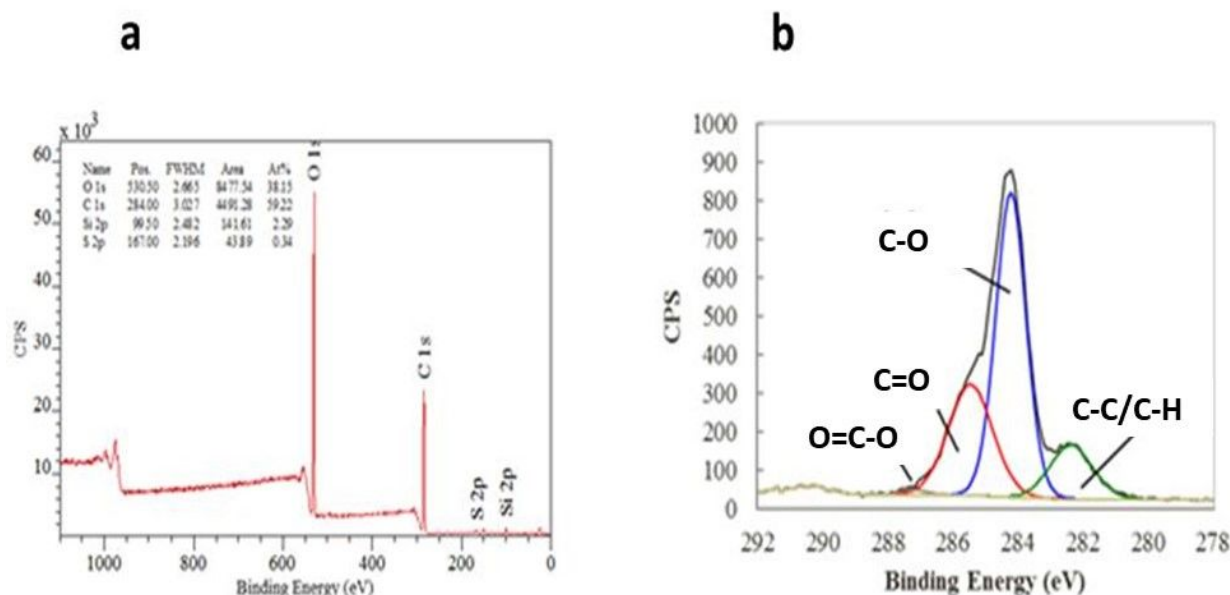 a
b
x 10³
Name Pos. FWHM Area At%
O 1s 530.50 2.665 8477.54 38.15
C 1s 284.00 3.027 4491.28 59.22
Si 2p 99.50 2.482 141.61 2.29
S 2p 167.00 2.196 43.89 0.34
O 1s
C 1s
S 2p
Si 2p
60
50
40
30
20
10
CPS
1000 800 600 400 200 0
Binding Energy (eV)
1000
900
800
700
600
500
400
300
200
100
0
CPS
C-O
C=O
O=C-O
C-C/C-H
292 290 288 286 284 282 280 278
Binding Energy (eV)